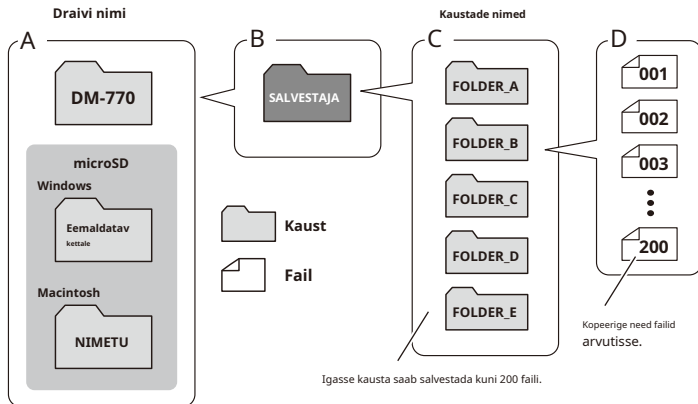 Draivi nimi
Kaustade nimed
A
B
C
D
DM-770
microSD
Windows
Eemaldatav
kettale
Macintosh
NIMETU
SALVESTAJA
Kaust
Fail
FOLDER_A
FOLDER_B
FOLDER_C
FOLDER_D
FOLDER_E
Igasse kausta saab salvestada kuni 200 faili.
001
002
003
200
Kopeerige need failid
arvutisse.